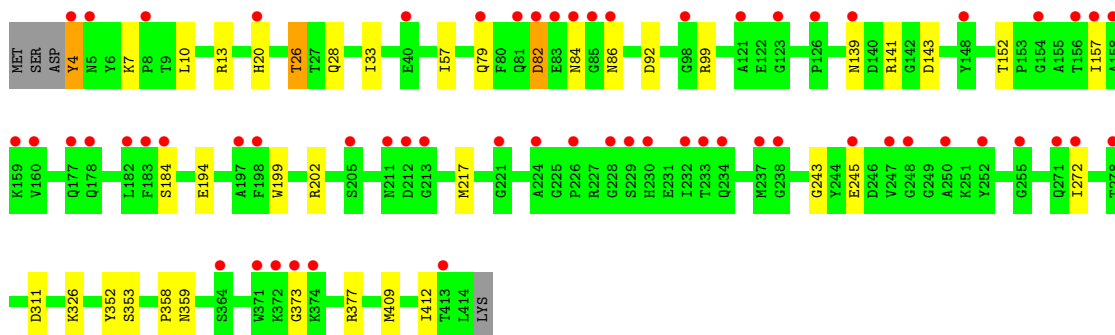 MET SER ASP Y4 N5 Y6 K7 P8 T9 L10 R13 H20 T26 T27 Q28 I33 E40 I57 Q79 F80 Q81 D82 E83 N84 G85 N86 D92 G98 R99 A121 E122 G123 P126 N139 D140 R141 G142 D143 Y148 T152 P153 G154 A155 T156 I157 A158
K159 V160 Q177 Q178 L182 F183 S184 E194 A197 F198 W199 R202 S205 N211 D212 G213 M217 G221 A224 G225 P226 R227 G228 S229 H230 E231 I232 T233 Q234 M237 G238 G243 Y244 E245 D246 V247 G248 G249 A250 K251 Y252 G255 Q271 I272
D311 K326 Y352 S353 P358 N359 S364 W371 K372 G373 K374 R377 M409 I412 T413 L414 LYS